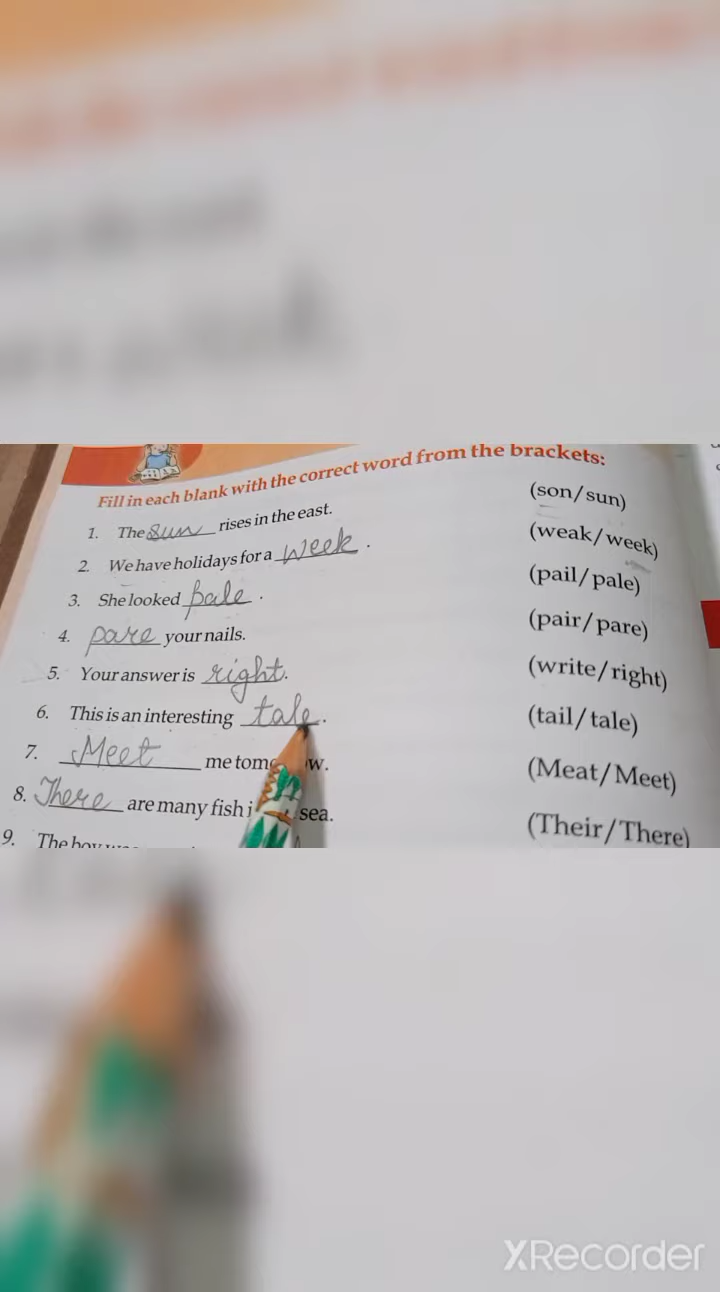 Fill in each blank with the correct word from the brackets:
1. The sun rises in the east. (son/sun)
2. We have holidays for a week. (weak/week)
3. She looked pale. (pail/pale)
4. pare your nails. (pair/pare)
5. Your answer is right. (write/right)
6. This is an interesting tale. (tail/tale)
7. Meet me (Meat/Meet)
8. There are many fish sea. (Their/There)
9. The boy
XRecorder